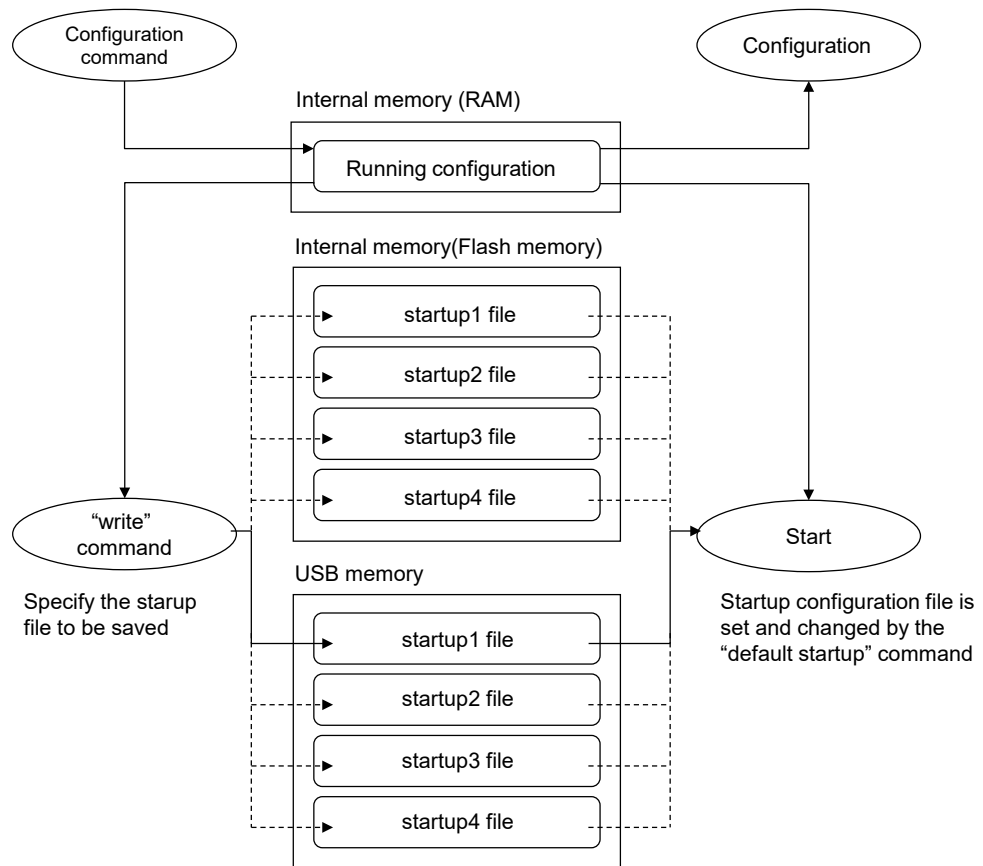 Configuration
command
Configuration
Internal memory (RAM)
Running configuration
Internal memory(Flash memory)
startup1 file
startup2 file
startup3 file
startup4 file
“write”
command
Start
Specify the starup
file to be saved
USB memory
startup1 file
startup2 file
startup3 file
startup4 file
Startup configuration file is
set and changed by the
“default startup” command